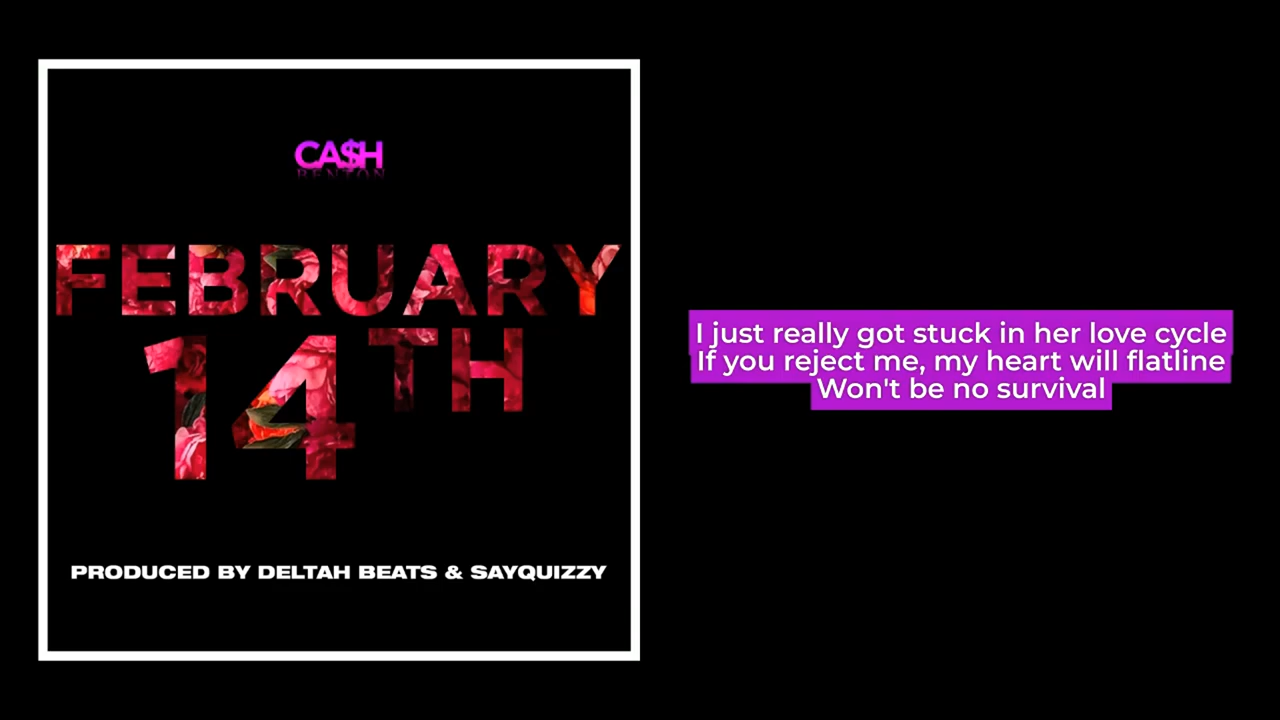 CA$H
BENTON
FEBRUARY
14TH
PRODUCED BY DELTAH BEATS & SAYQUIZZY
I just really got stuck in her love cycle
If you reject me, my heart will flatline
Won't be no survival